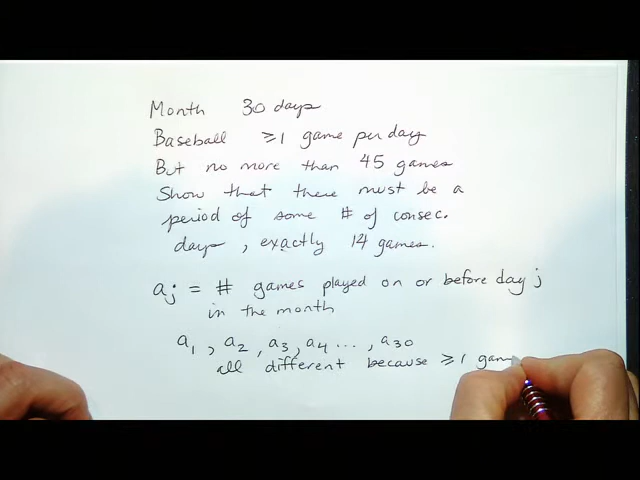 Month 30 days
Baseball ≥1 game per day
But no more than 45 games
Show that there must be a
period of some # of consec.
days, exactly 14 games.
aj = # games played on or before day j
in the month
a1, a2, a3, a4 ..., a30
all different because ≥1 gam